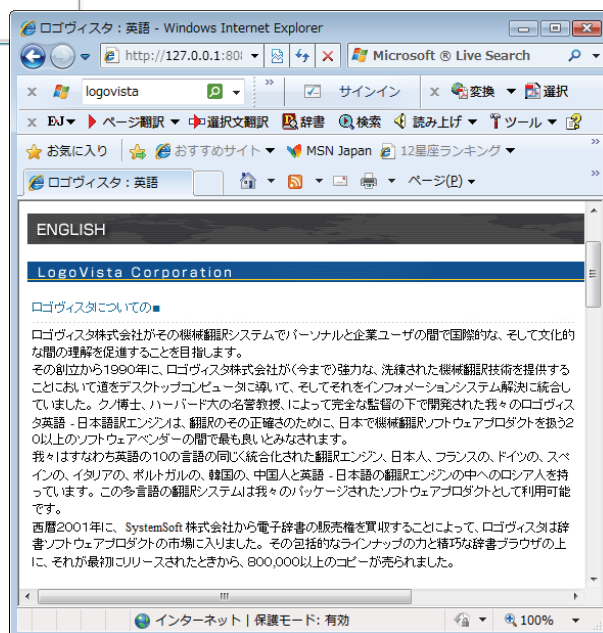 ロゴヴィスタ : 英語 - Windows Internet Explorer
http://127.0.0.1:80 Microsoft ® Live Search
logovista サインイン 変換 選択
EJ ページ翻訳 選択文翻訳 辞書 検索 読み上げ ツール
お気に入り おすすめサイト MSN Japan 12星座ランキング
ロゴヴィスタ : 英語 ページ(P)
ENGLISH
LogoVista Corporation
ロゴヴィスタについての■
ロゴヴィスタ株式会社がその機械翻訳システムでパーソナルと企業ユーザの間で国際的な、そして文化的
な間の理解を促進することを目指します。
その創立から1990年に、ロゴヴィスタ株式会社が(今まで)強力な、洗練された機械翻訳技術を提供する
ことにおいて道をデスクトップコンピュータに導いて、そしてそれをインフォメーションシステム解決に統合し
ていました。クノ博士、ハーバード大の名誉教授、によって完全な監督の下で開発された我々のロゴヴィス
タ英語 - 日本語訳エンジンは、翻訳のその正確さのために、日本で機械翻訳ソフトウェアプロダクトを扱う2
0以上のソフトウェアベンダーの間で最も良いとみなされます。
我々はすなわち英語の10の言語の同じく統合化された翻訳エンジン、日本人、フランスの、ドイツの、スペ
インの、イタリアの、ポルトガルの、韓国の、中国人と英語 - 日本語の翻訳エンジンの中へのロシア人を持
っています。この多言語の翻訳システムは我々のパッケージされたソフトウェアプロダクトとして利用可能
です。
西暦2001年に、SystemSoft 株式会社から電子辞書の販売権を買収することによって、ロゴヴィスタは辞
書ソフトウェアプロダクトの市場に入りました。その包括的なラインナップの力と精巧な辞書ブラウザの上
に、それが最初にリリースされたときから、800,000以上のコピーが売られました。
インターネット | 保護モード: 有効 100%